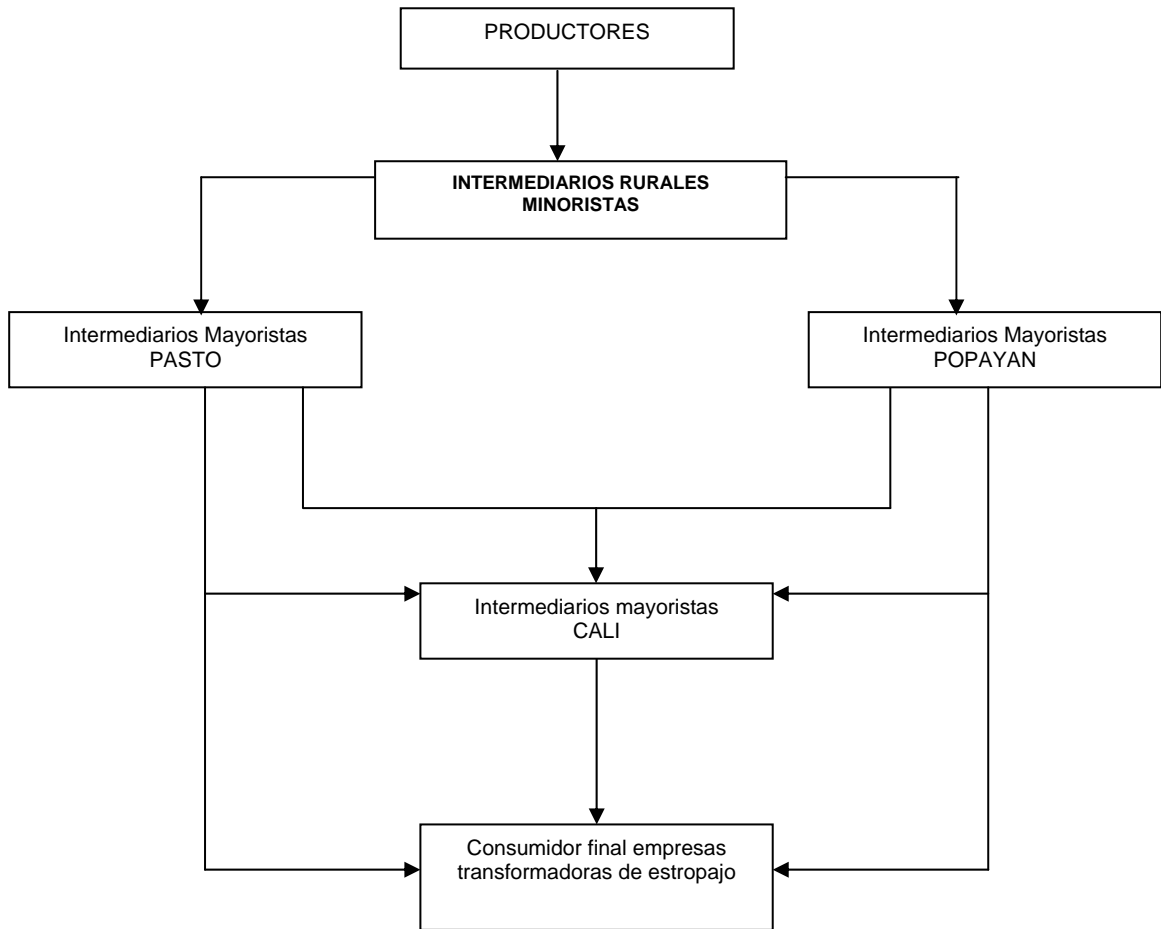 PRODUCTORES
INTERMEDIARIOS RURALES
MINORISTAS
Intermediarios Mayoristas
PASTO
Intermediarios Mayoristas
POPAYAN
Intermediarios mayoristas
CALI
Consumidor final empresas
transformadoras de estropajo